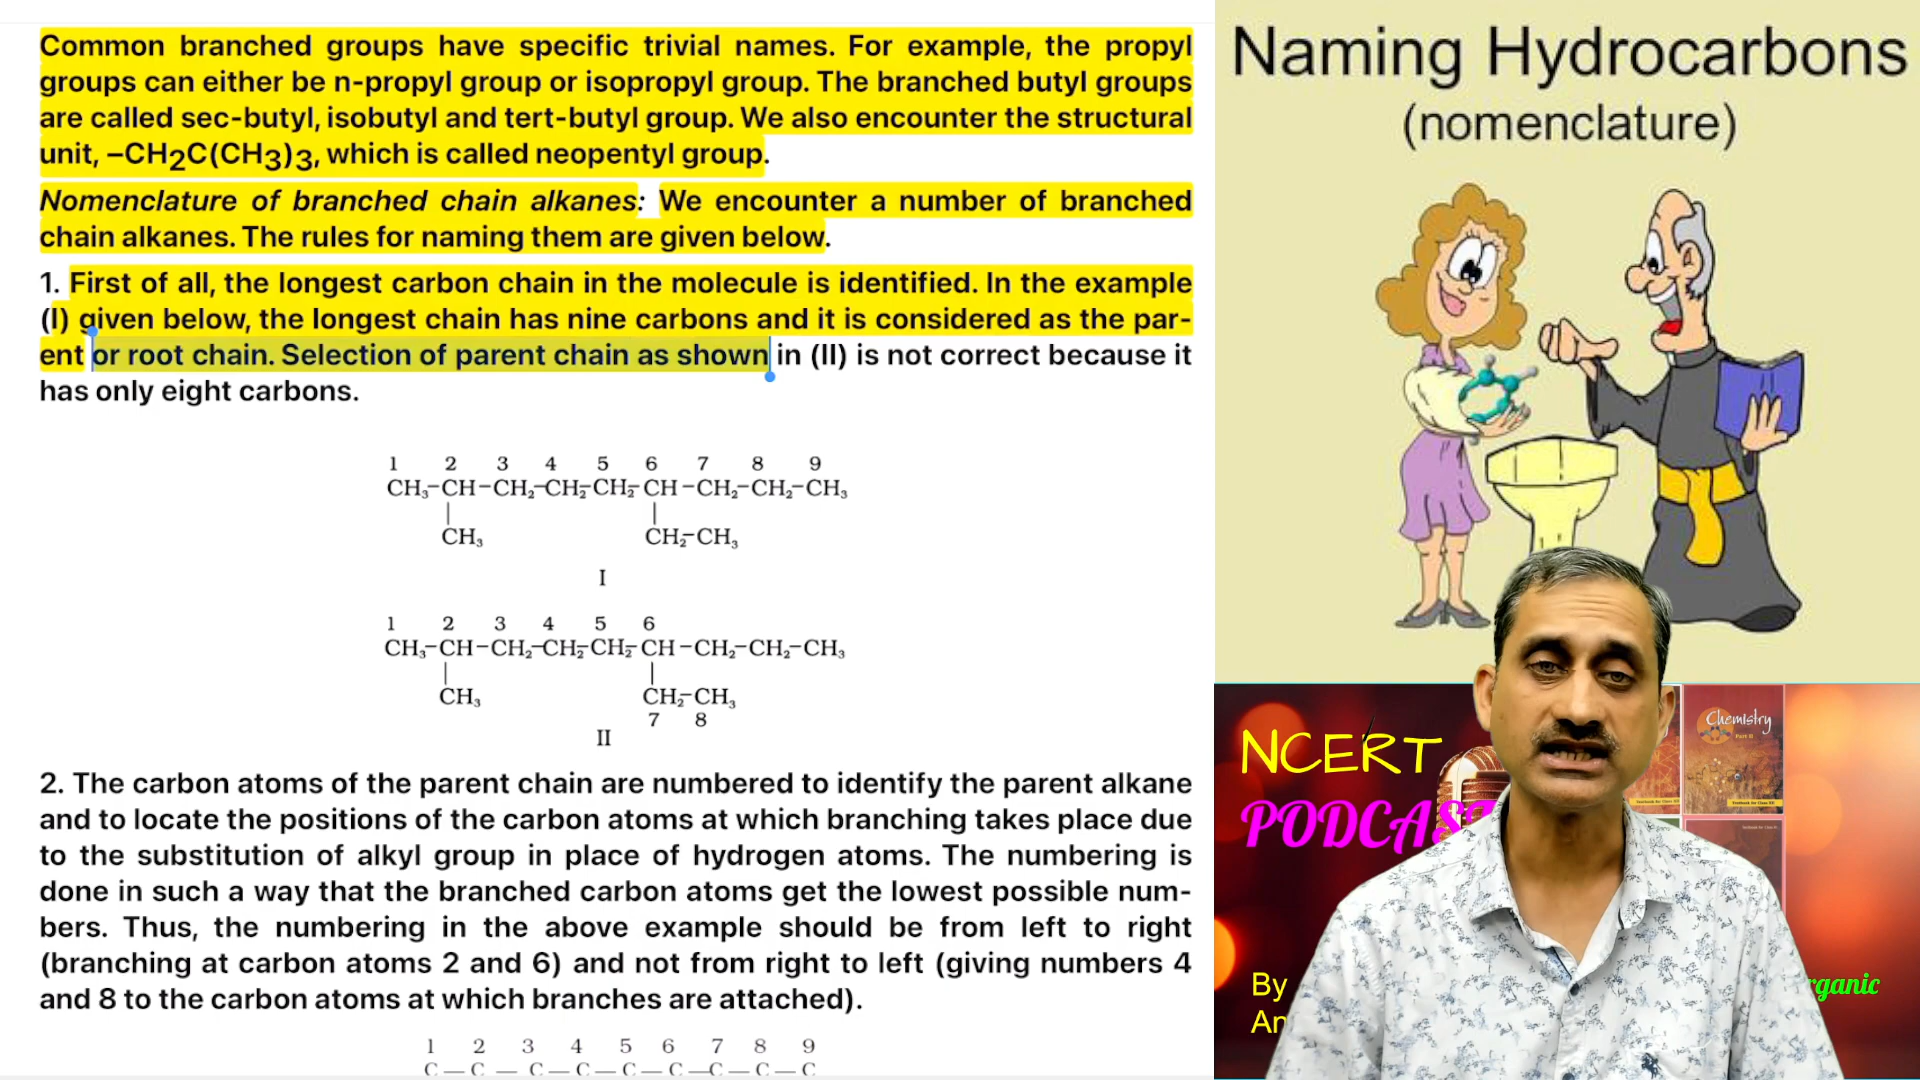 Common branched groups have specific trivial names. For example, the propyl
groups can either be n-propyl group or isopropyl group. The branched butyl groups
are called sec-butyl, isobutyl and tert-butyl group. We also encounter the structural
unit, –CH2C(CH3)3, which is called neopentyl group.
Nomenclature of branched chain alkanes: We encounter a number of branched
chain alkanes. The rules for naming them are given below.
1. First of all, the longest carbon chain in the molecule is identified. In the example
(I) given below, the longest chain has nine carbons and it is considered as the par-
ent or root chain. Selection of parent chain as shown in (II) is not correct because it
has only eight carbons.
1 2 3 4 5 6 7 8 9
CH₃–CH–CH₂–CH₂–CH₂–CH–CH₂–CH₂–CH₃
CH₃ CH₂–CH₃
I
1 2 3 4 5 6
CH₃–CH–CH₂–CH₂–CH₂–CH–CH₂–CH₂–CH₃
CH₃ CH₂–CH₃
7 8
II
2. The carbon atoms of the parent chain are numbered to identify the parent alkane
and to locate the positions of the carbon atoms at which branching takes place due
to the substitution of alkyl group in place of hydrogen atoms. The numbering is
done in such a way that the branched carbon atoms get the lowest possible num-
bers. Thus, the numbering in the above example should be from left to right
(branching at carbon atoms 2 and 6) and not from right to left (giving numbers 4
and 8 to the carbon atoms at which branches are attached).
1 2 3 4 5 6 7 8 9
C — C — C — C — C — C — C — C — C
Naming Hydrocarbons
(nomenclature)
NCERT
PODCAS
Chemistry
Part II
By
An
rganic